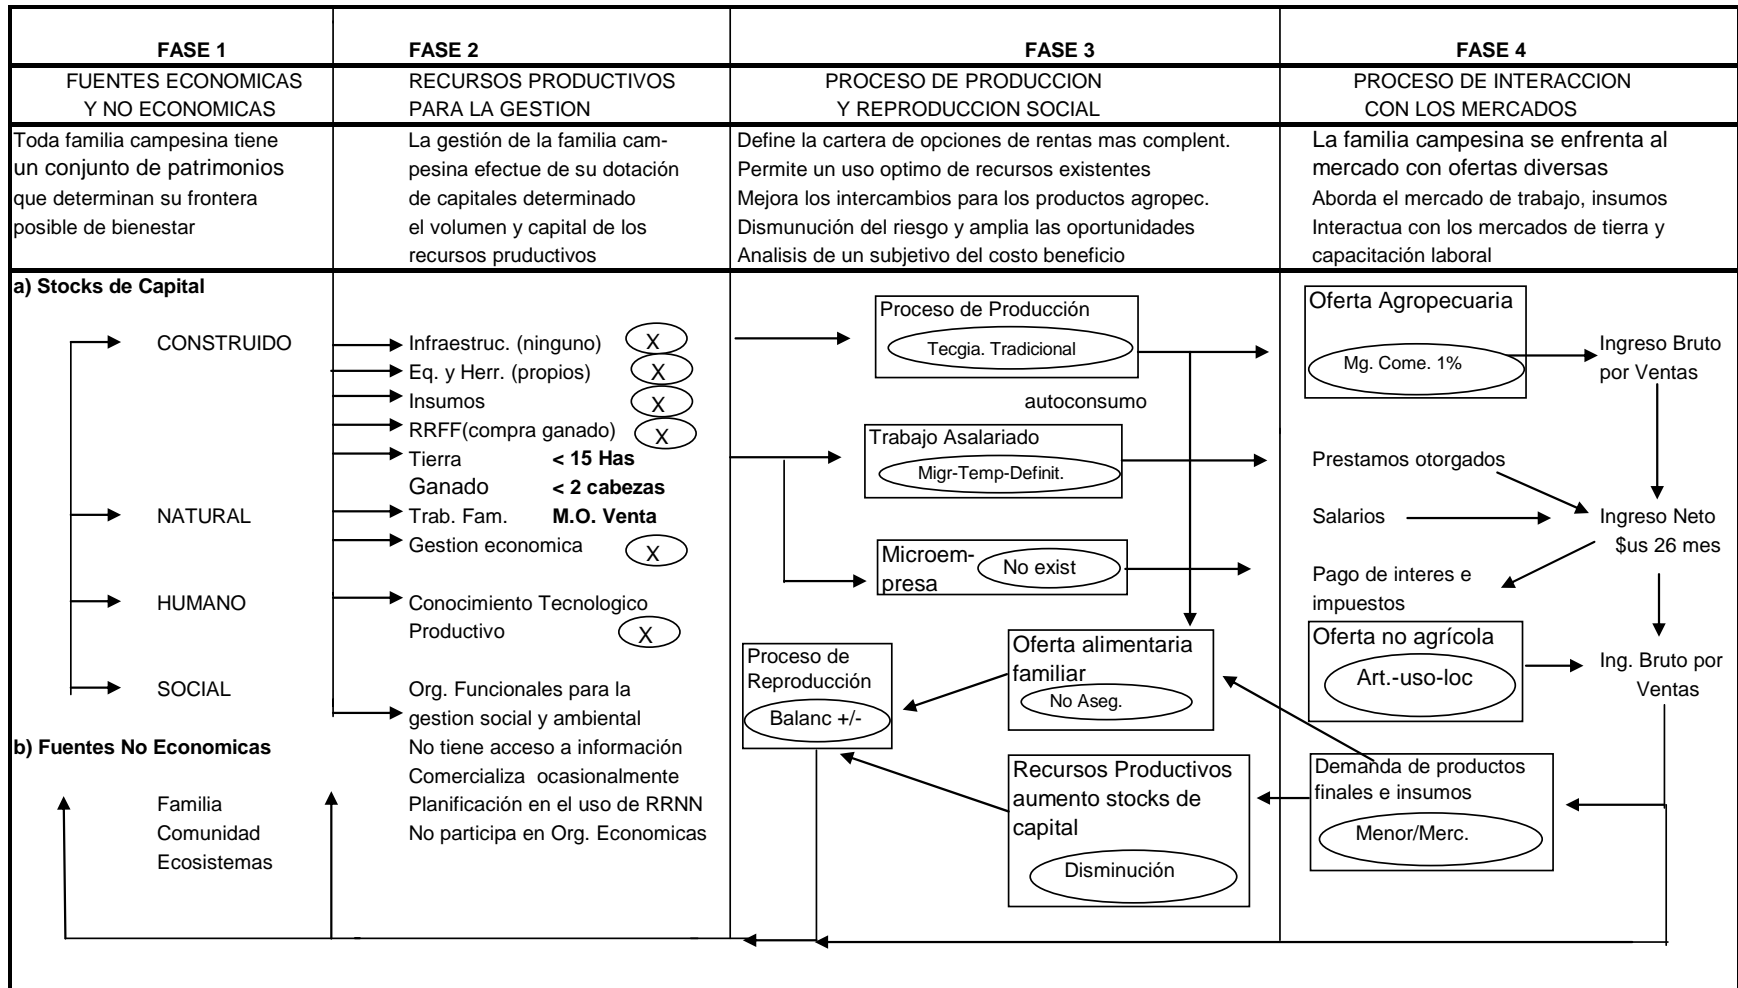 FASE 1
FASE 2
FASE 3
FASE 4
FUENTES ECONOMICAS
Y NO ECONOMICAS
RECURSOS PRODUCTIVOS
PARA LA GESTION
PROCESO DE PRODUCCION
Y REPRODUCCION SOCIAL
PROCESO DE INTERACCION
CON LOS MERCADOS
Toda familia campesina tiene
un conjunto de patrimonios
que determinan su frontera
posible de bienestar
La gestión de la familia cam-
pesina efectue de su dotación
de capitales determinado
el volumen y capital de los
recursos pruductivos
Define la cartera de opciones de rentas mas complent.
Permite un uso optimo de recursos existentes
Mejora los intercambios para los productos agropec.
Dismunución del riesgo y amplia las oportunidades
Analisis de un subjetivo del costo beneficio
La familia campesina se enfrenta al
mercado con ofertas diversas
Aborda el mercado de trabajo, insumos
Interactua con los mercados de tierra y
capacitación laboral
a) Stocks de Capital
CONSTRUIDO
NATURAL
HUMANO
SOCIAL
b) Fuentes No Economicas
Familia
Comunidad
Ecosistemas
Infraestruc. (ninguno) X
Eq. y Herr. (propios) X
Insumos X
RRFF(compra ganado) X
Tierra < 15 Has
Ganado < 2 cabezas
Trab. Fam. M.O. Venta
Gestion economica X
Conocimiento Tecnologico
Productivo X
Org. Funcionales para la
gestion social y ambiental
No tiene acceso a información
Comercializa ocasionalmente
Planificación en el uso de RRNN
No participa en Org. Economicas
Proceso de Producción
Tecgia. Tradicional
autoconsumo
Trabajo Asalariado
Migr-Temp-Definit.
Microem-
presa
No exist
Proceso de
Reproducción
Balanc +/-
Oferta alimentaria
familiar
No Aseg.
Recursos Productivos
aumento stocks de
capital
Disminución
Oferta Agropecuaria
Mg. Come. 1%
Ingreso Bruto
por Ventas
Prestamos otorgados
Salarios
Ingreso Neto
$us 26 mes
Pago de interes e
impuestos
Oferta no agrícola
Art.-uso-loc
Ing. Bruto por
Ventas
Demanda de productos
finales e insumos
Menor/Merc.